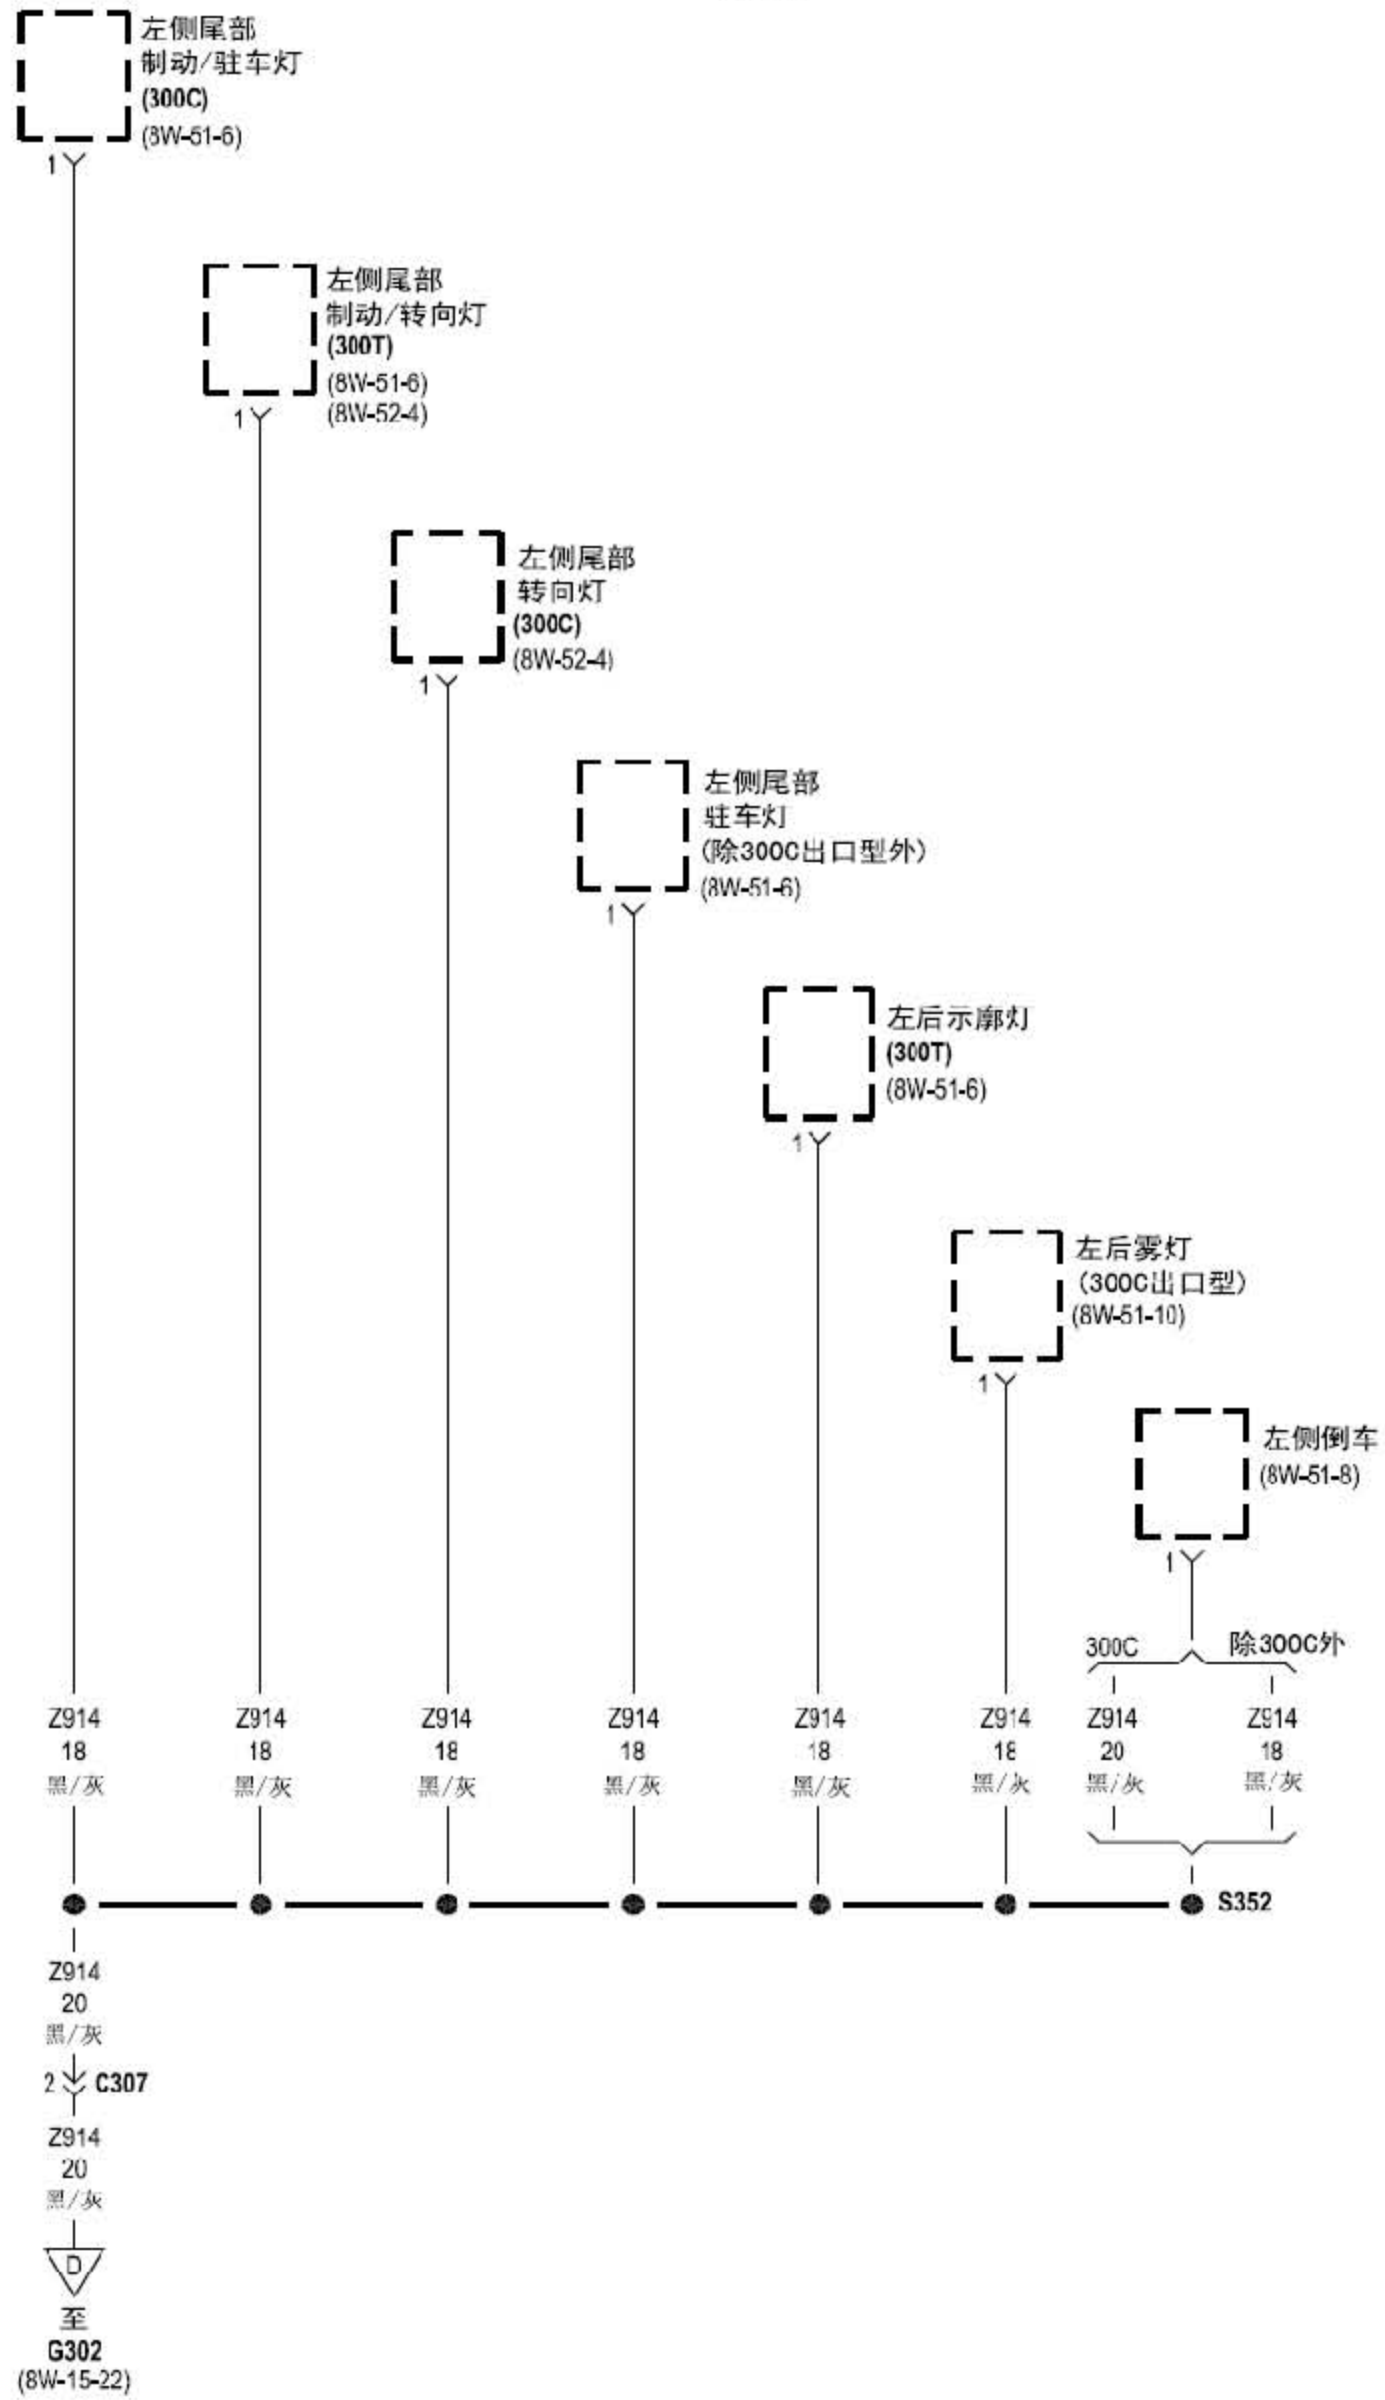 左侧尾部
制动/驻车灯
(300C)
(8W-51-6)
1
左侧尾部
制动/转向灯
(300T)
(8W-51-6)
(8W-52-4)
1
左侧尾部
转向灯
(300C)
(8W-52-4)
1
左侧尾部
驻车灯
(除300C出口型外)
(8W-51-6)
1
左后示廓灯
(300T)
(8W-51-6)
1
左后雾灯
(300C出口型)
(8W-51-10)
1
左侧倒车
(8W-51-8)
1
300C 除300C外
Z914 Z914 Z914 Z914 Z914 Z914 Z914 Z914
18 18 18 18 18 18 20 18
黑/灰 黑/灰 黑/灰 黑/灰 黑/灰 黑/灰 黑/灰 黑/灰
S352
Z914
20
黑/灰
2 C307
Z914
20
黑/灰
D
至
G302
(8W-15-22)